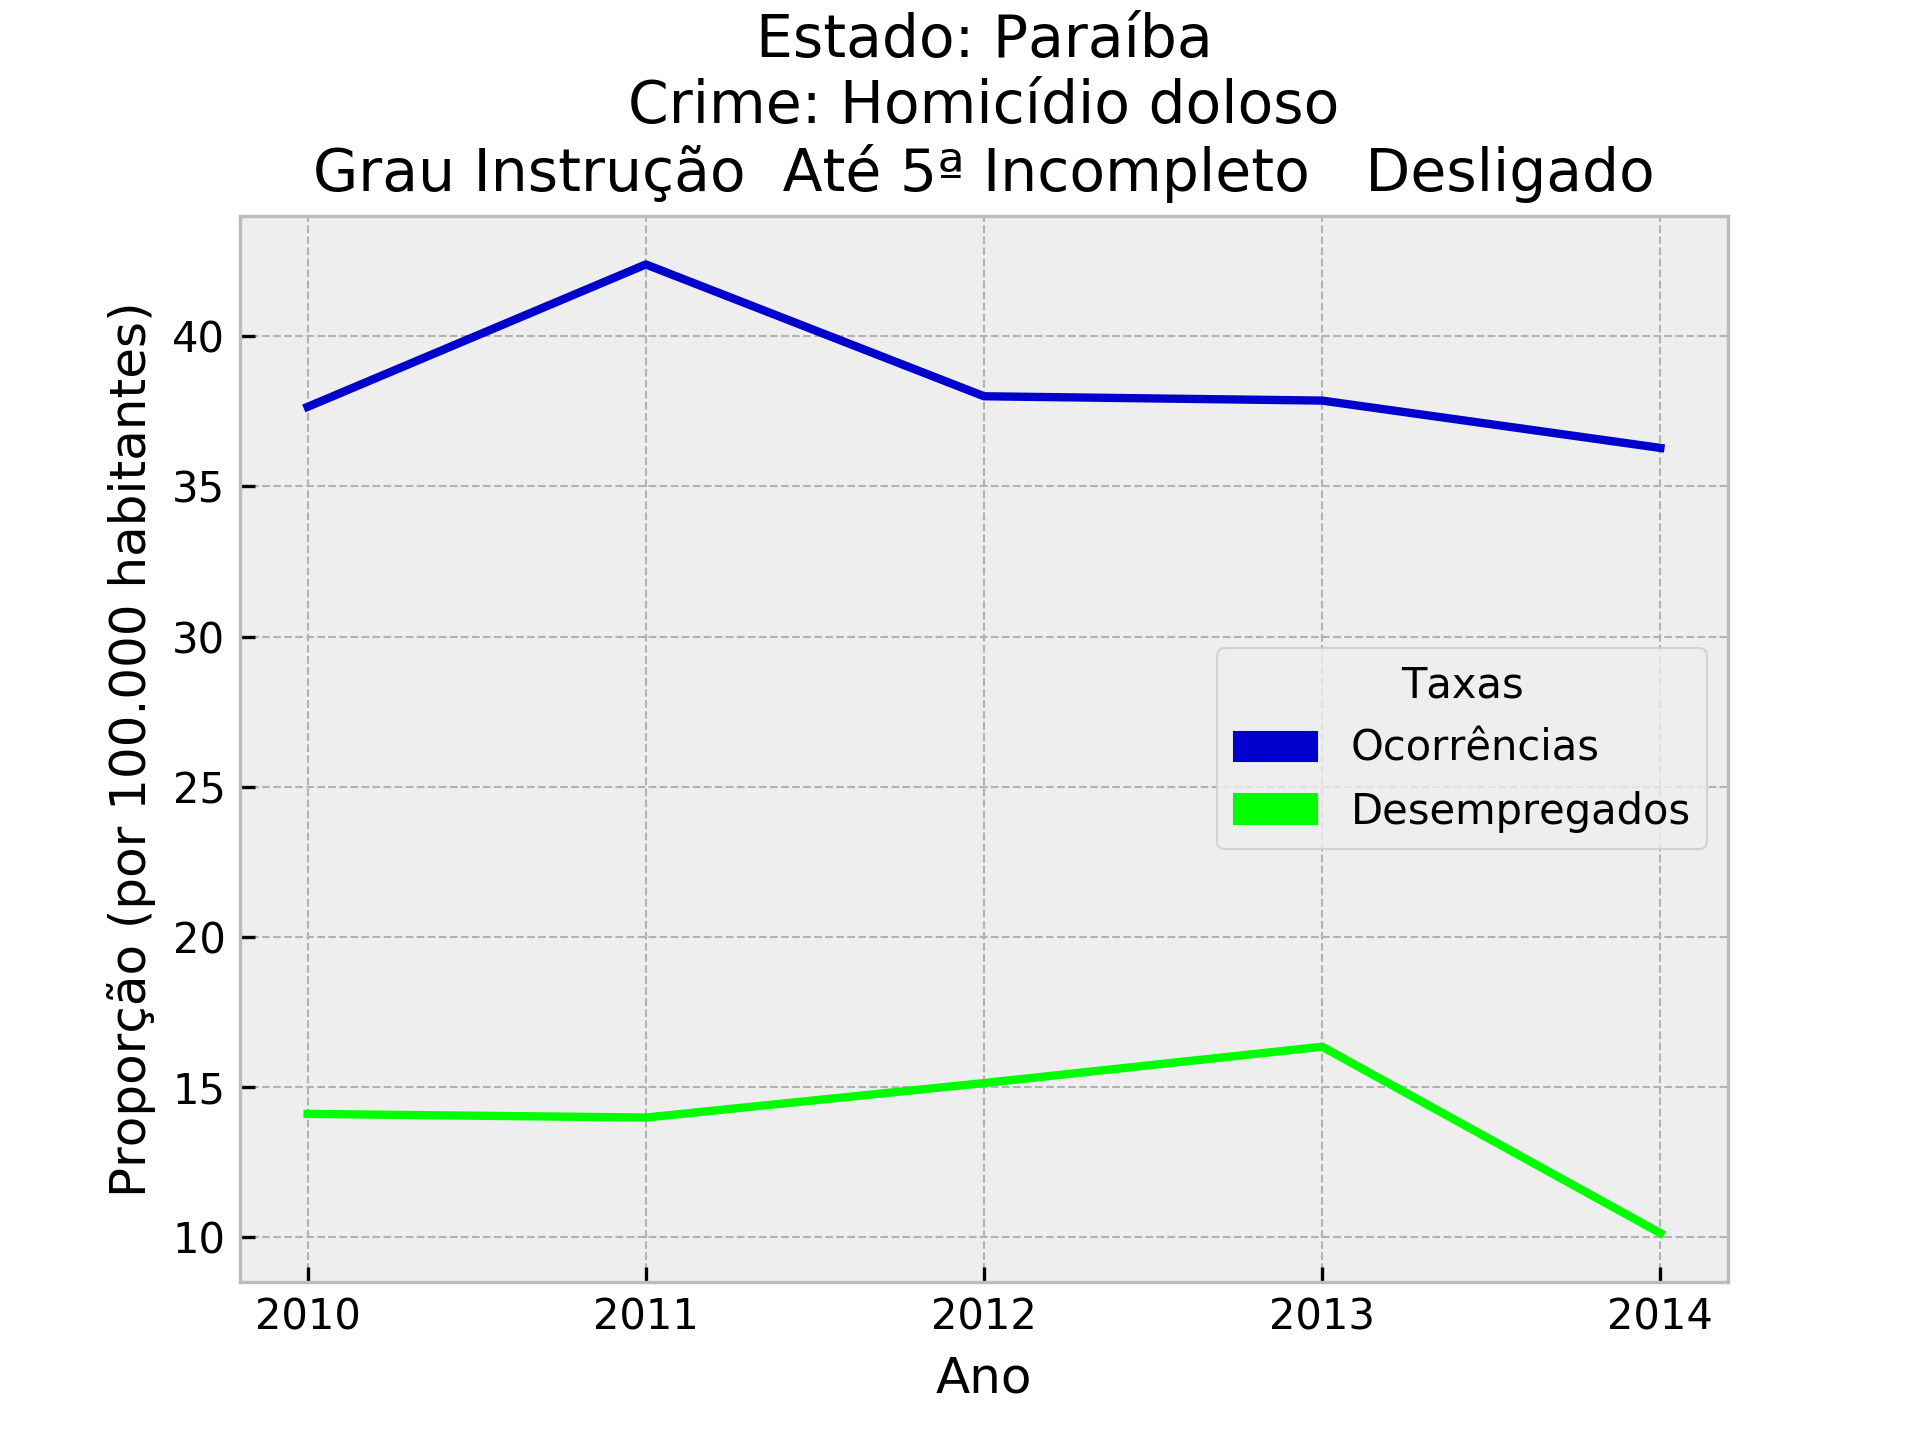 Estado: Paraíba
Crime: Homicídio doloso
Grau Instrução  Até 5ª Incompleto   Desligado
Proporção (por 100.000 habitantes)
40
35
30
25
20
15
10
Taxas
Ocorrências
Desempregados
2010 2011 2012 2013 2014
Ano